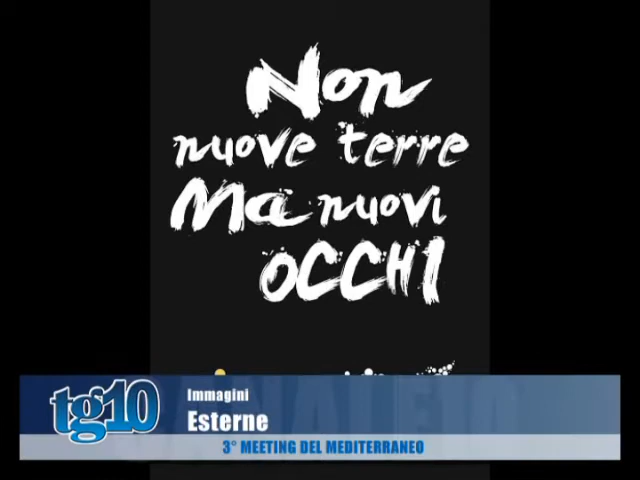 Non
nuove terre
Ma nuovi
OCCHI
tg10
Immagini
Esterne
3° MEETING DEL MEDITERRANEO